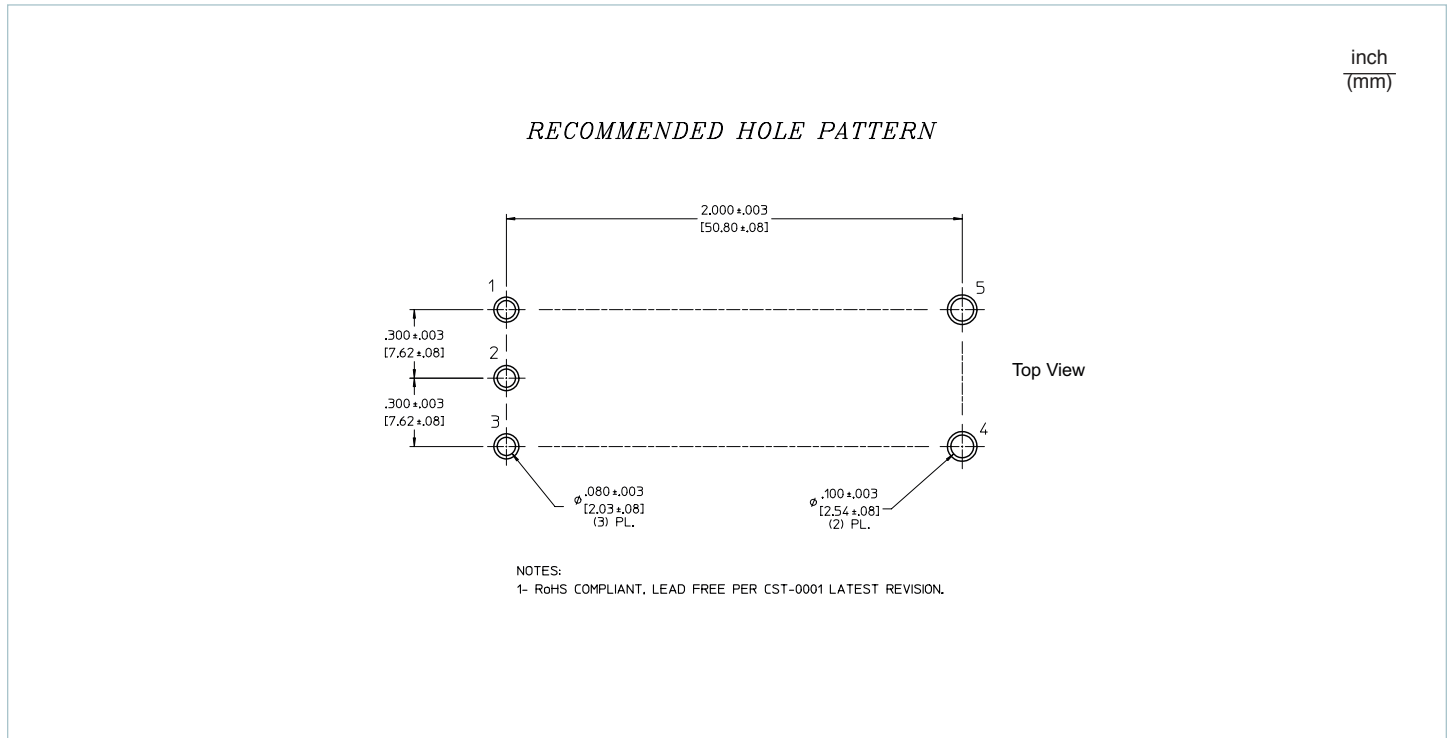 inch
(mm)
RECOMMENDED HOLE PATTERN
2.000±.003
[50.80±.08]
1
5
.300±.003
[7.62±.08]
2
Top View
.300±.003
[7.62±.08]
3
4
ø.080±.003
[2.03±.08]
(3) PL.
ø.100±.003
[2.54±.08]
(2) PL.
NOTES:
1- RoHS COMPLIANT, LEAD FREE PER CST-0001 LATEST REVISION.